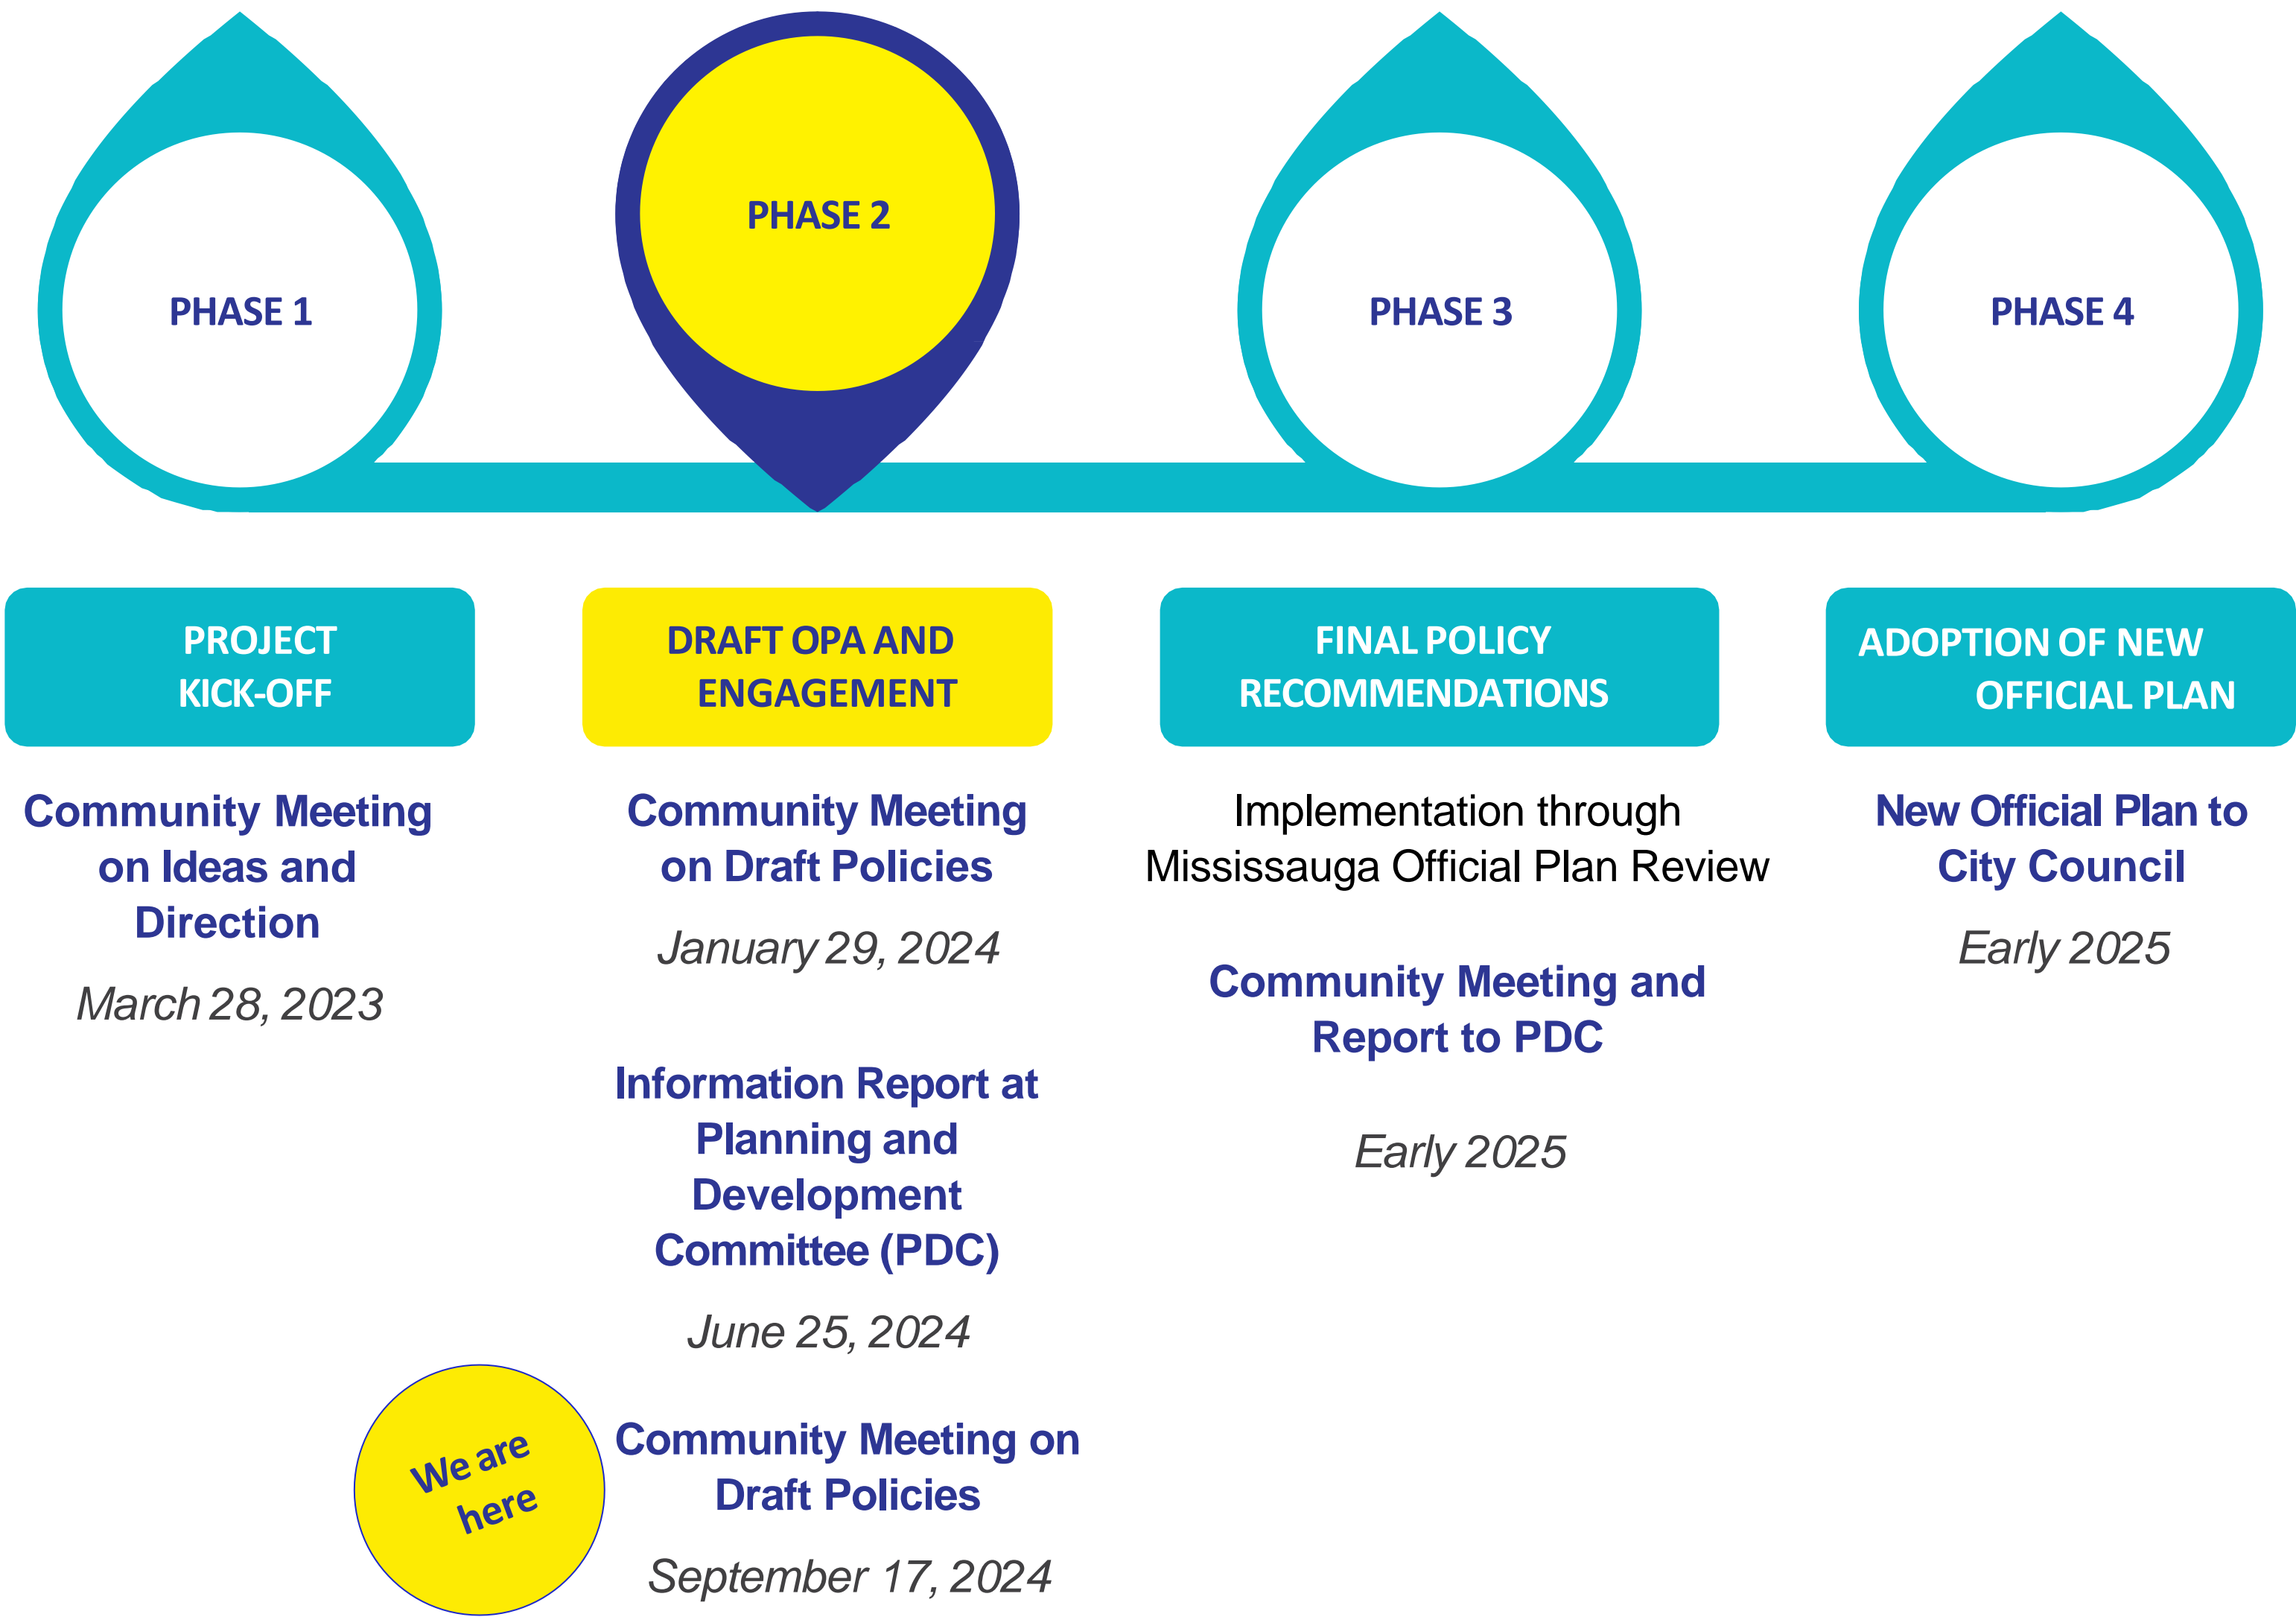 PHASE 1
PHASE 2
PHASE 3
PHASE 4
PROJECT
KICK-OFF
Community Meeting
on Ideas and
Direction
March 28, 2023
DRAFT OPA AND
ENGAGEMENT
Community Meeting
on Draft Policies
January 29, 2024
Information Report at
Planning and
Development
Committee (PDC)
June 25, 2024
We are
here
Community Meeting on
Draft Policies
September 17, 2024
FINAL POLICY
RECOMMENDATIONS
Implementation through
Mississauga Official Plan Review
Community Meeting and
Report to PDC
Early 2025
ADOPTION OF NEW
OFFICIAL PLAN
New Official Plan to
City Council
Early 2025